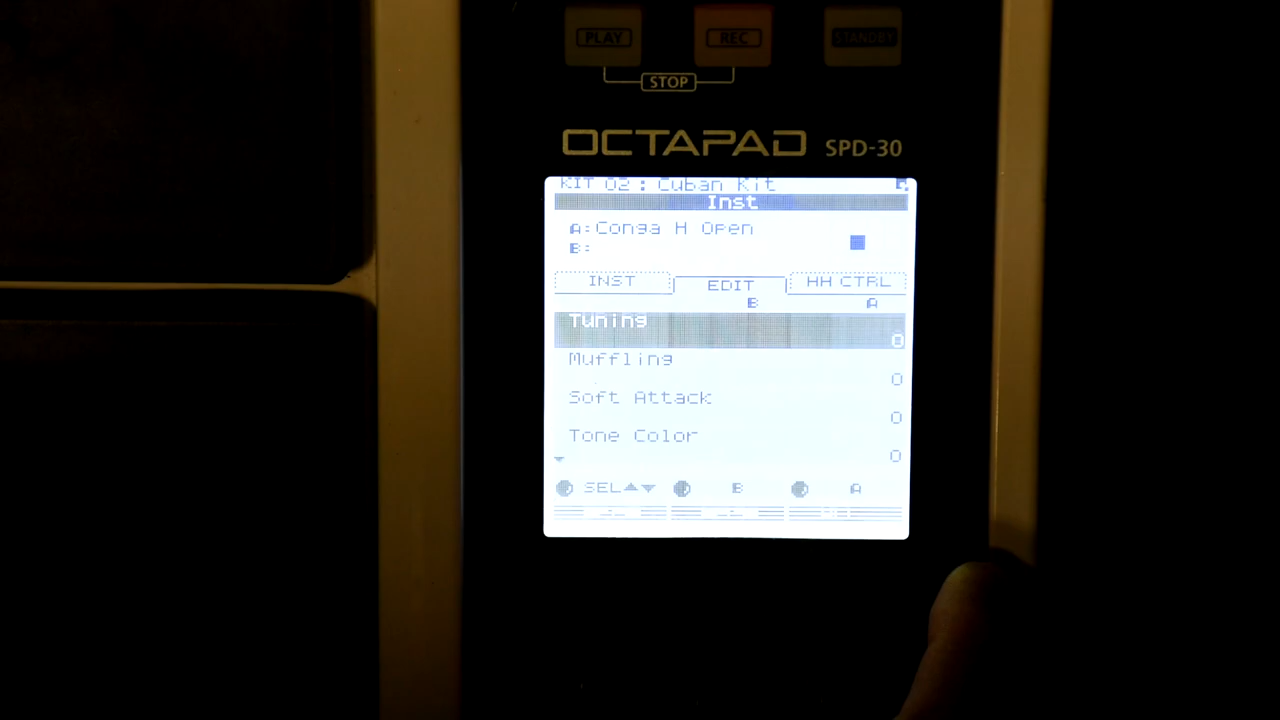 PLAY REC STANDBY
STOP
OCTAPAD SPD-30
KIT 02 : Cuban Kit
Inst
A:Conga H Open
B:
INST EDIT HH CTRL
B A
Tuning
0
Muffling
0
Soft Attack
0
Tone Color
0
SEL▲▼ B A